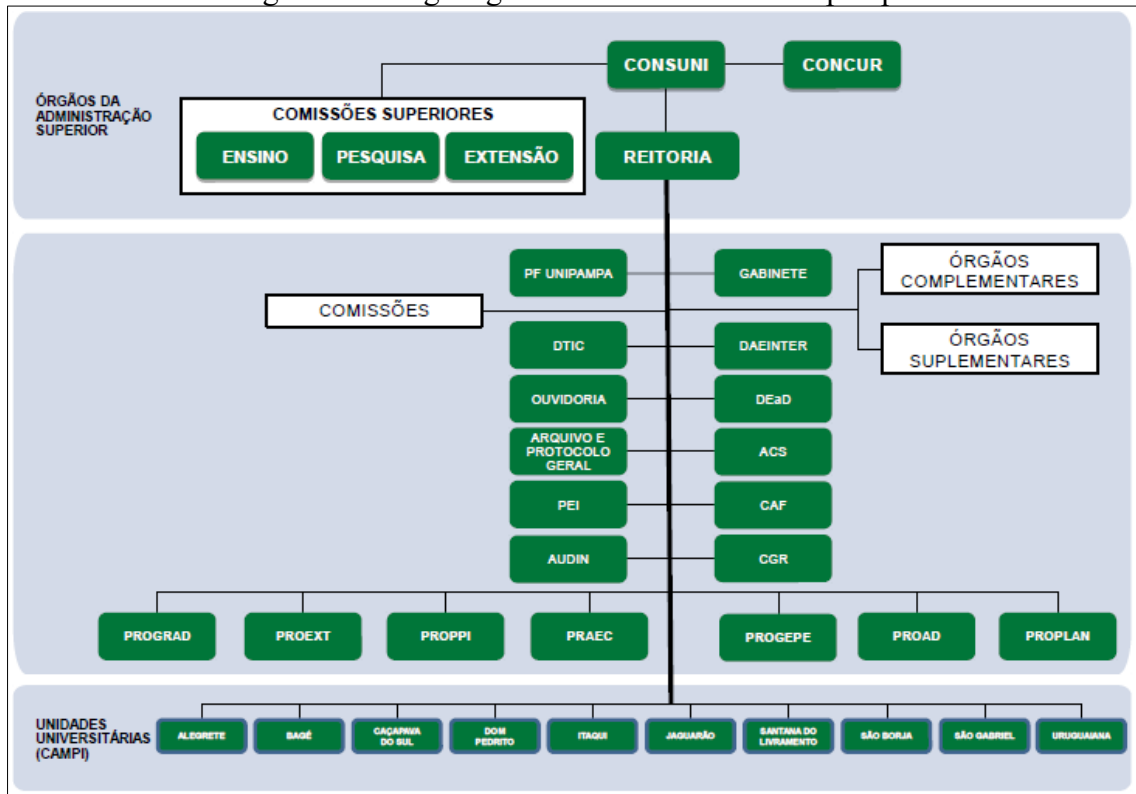 CONSUNI
CONCUR
ÓRGÃOS DA
ADMINISTRAÇÃO
SUPERIOR
COMISSÕES SUPERIORES
ENSINO
PESQUISA
EXTENSÃO
REITORIA
PF UNIPAMPA
GABINETE
ÓRGÃOS
COMPLEMENTARES
COMISSÕES
ÓRGÃOS
SUPLEMENTARES
DTIC
DAEINTER
OUVIDORIA
DEaD
ARQUIVO E
PROTOCOLO
GERAL
ACS
PEI
CAF
AUDIN
CGR
PROGRAD
PROEXT
PROPPI
PRAEC
PROGEPE
PROAD
PROPLAN
UNIDADES
UNIVERSITÁRIAS
(CAMPI)
ALEGRETE
BAGÉ
CAÇAPAVA
DO SUL
DOM
PEDRITO
ITAQUI
JAGUARÃO
SANTANA DO
LIVRAMENTO
SÃO BORJA
SÃO GABRIEL
URUGUAIANA